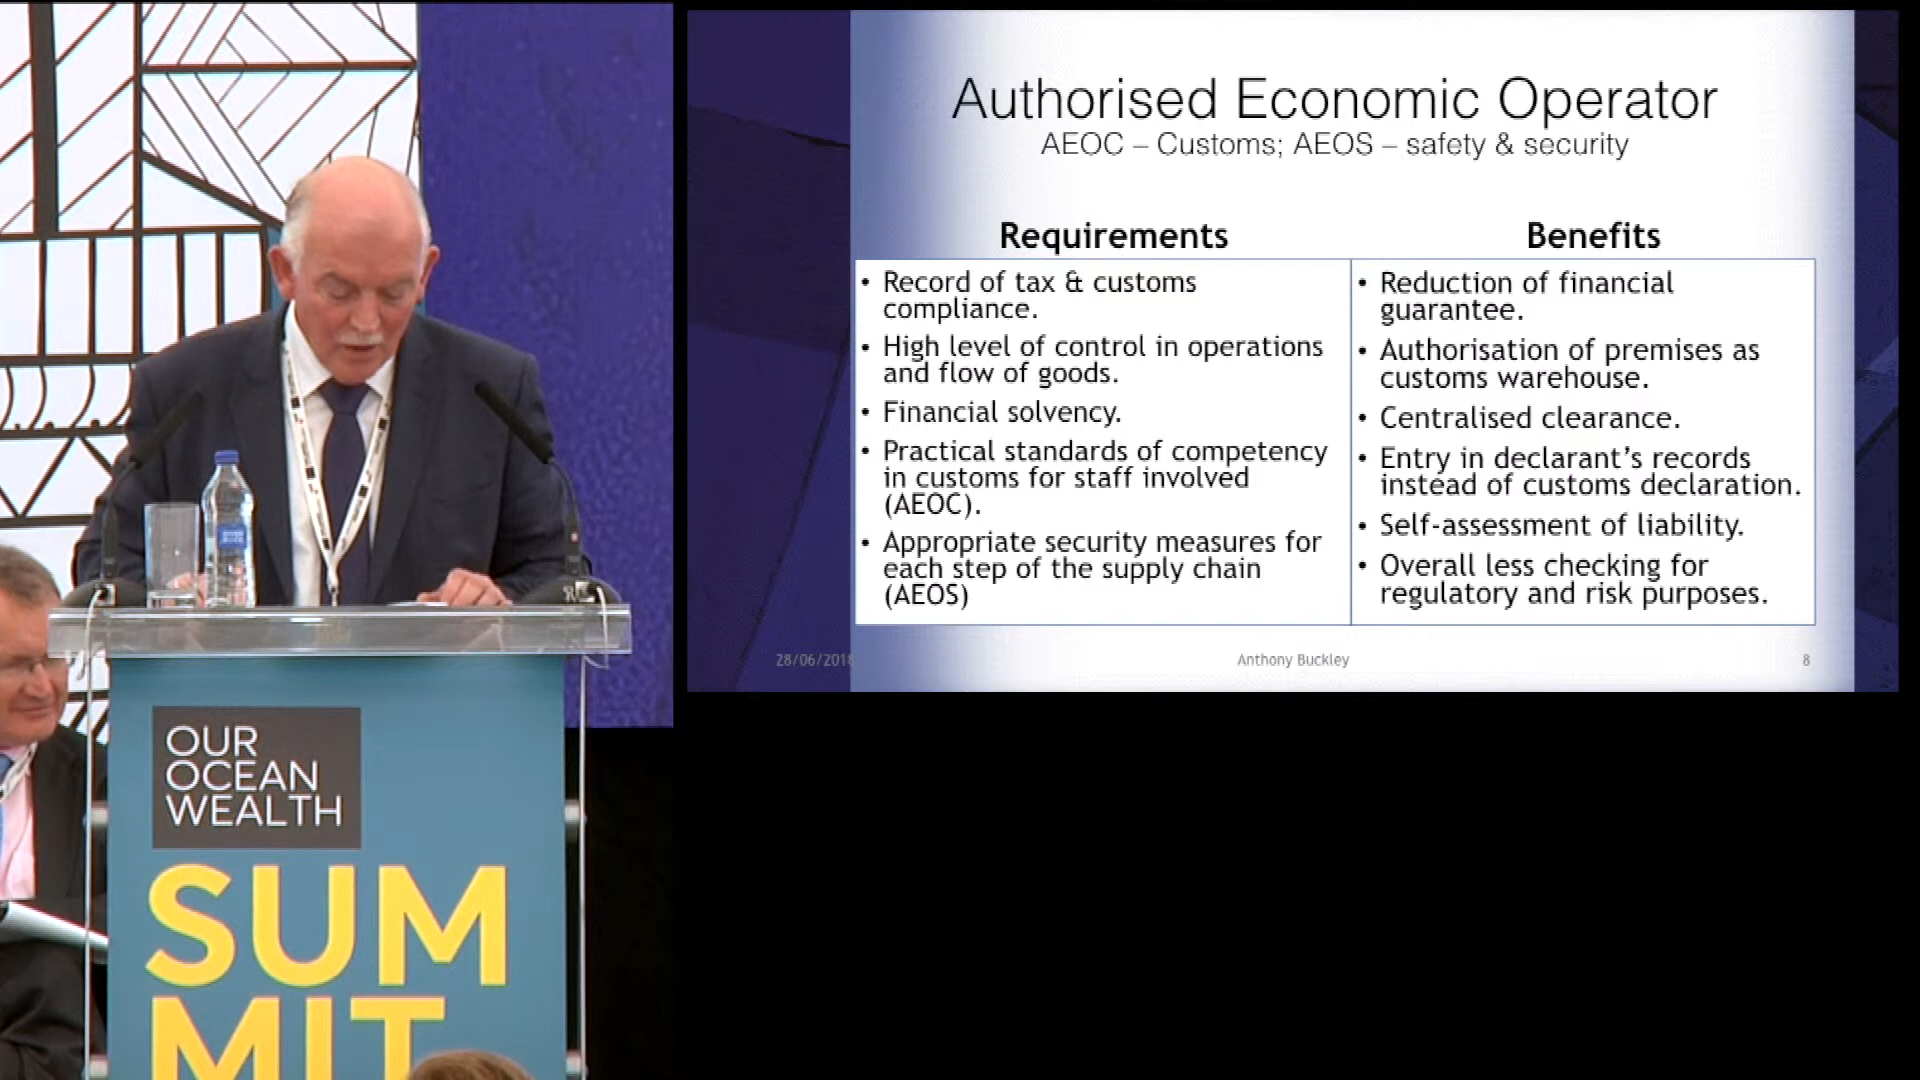 Authorised Economic Operator
AEOC – Customs; AEOS – safety & security
Requirements
• Record of tax & customs
compliance.
• High level of control in operations
and flow of goods.
• Financial solvency.
• Practical standards of competency
in customs for staff involved
(AEOC).
• Appropriate security measures for
each step of the supply chain
(AEOS)
Benefits
• Reduction of financial
guarantee.
• Authorisation of premises as
customs warehouse.
• Centralised clearance.
• Entry in declarant's records
instead of customs declaration.
• Self-assessment of liability.
• Overall less checking for
regulatory and risk purposes.
28/06/2018
Anthony Buckley
8
OUR
OCEAN
WEALTH
SUM
MIT